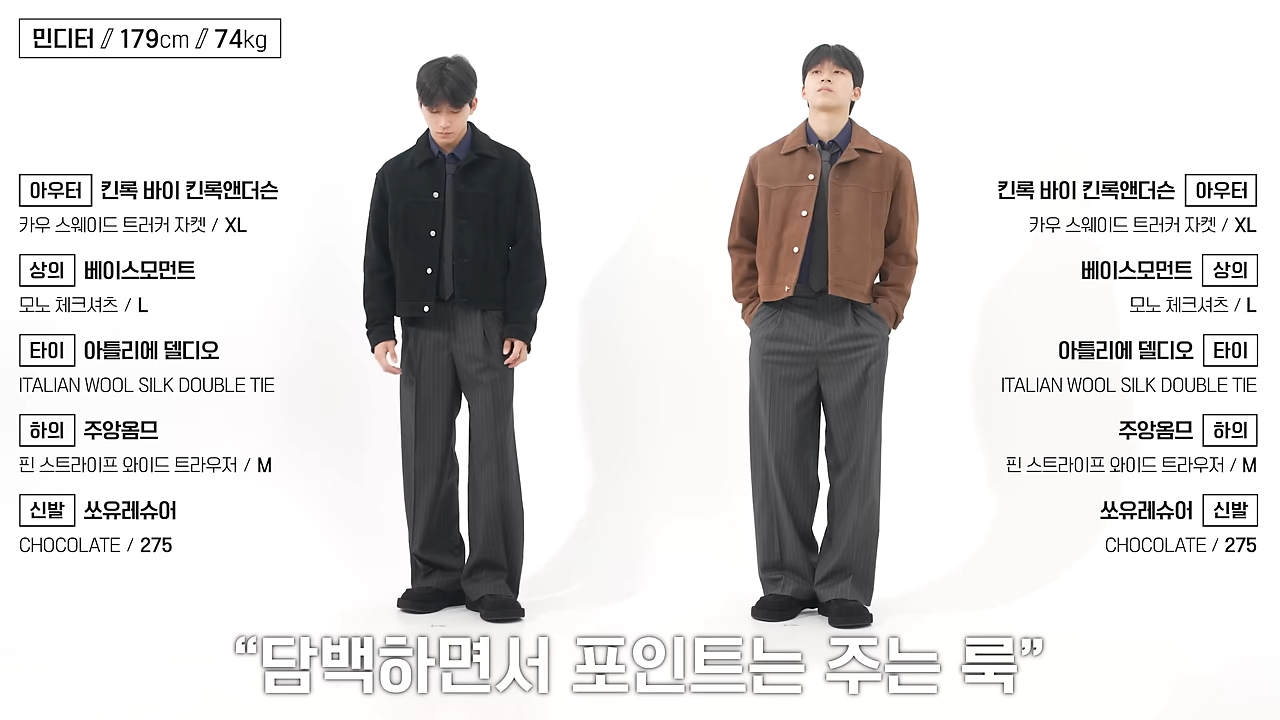 민디터 // 179cm // 74kg
아우터 킨록 바이 킨록앤더슨
카우 스웨이드 트러커 자켓 / XL
상의 베이스모먼트
모노 체크셔츠 / L
타이 아틀리에 델디오
ITALIAN WOOL SILK DOUBLE TIE
하의 주앙옴므
핀 스트라이프 와이드 트라우저 / M
신발 쏘유레슈어
CHOCOLATE / 275
킨록 바이 킨록앤더슨 아우터
카우 스웨이드 트러커 자켓 / XL
베이스모먼트 상의
모노 체크셔츠 / L
아틀리에 델디오 타이
ITALIAN WOOL SILK DOUBLE TIE
주앙옴므 하의
핀 스트라이프 와이드 트라우저 / M
쏘유레슈어 신발
CHOCOLATE / 275
“담백하면서 포인트는 주는 룩”